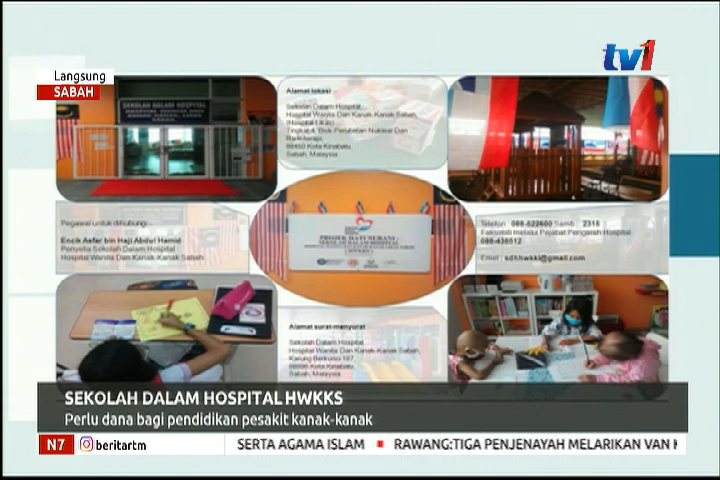 tv1
Langsung
SABAH
SEKOLAH DALAM HOSPITAL
Alamat lokasi
Sekolah Dalam Hospital
Hospital Wanita Dan Kanak-Kanak Sabah,
(Hospital Likas)
Tingkat 4, Blok Perubatan Nuklear Dan
Radioterapi,
88450 Kota Kinabalu,
Sabah, Malaysia
Pegawai untuk dihubungi:
Encik Asfar bin Haji Abdul Hamid
Penyelia Sekolah Dalam Hospital
Hospital Wanita Dan Kanak-Kanak Sabah
SEKOLAH DALAM HOSPITAL
Telefon : 088-522600 Samb.: 2316
Faksimili melalui Pejabat Pengarah Hospital
088-438512
Emel : sdhhwkki@gmail.com
Alamat surat-menyurat
Sekolah Dalam Hospital
Hospital Wanita Dan Kanak-Kanak Sabah,
Karung Berkunci 187
Kota Kinabalu,
Sabah, Malaysia
SEKOLAH DALAM HOSPITAL HWKKS
Perlu dana bagi pendidikan pesakit kanak-kanak
N7 beritartm SERTA AGAMA ISLAM RAWANG:TIGA PENJENAYAH MELARIKAN VAN